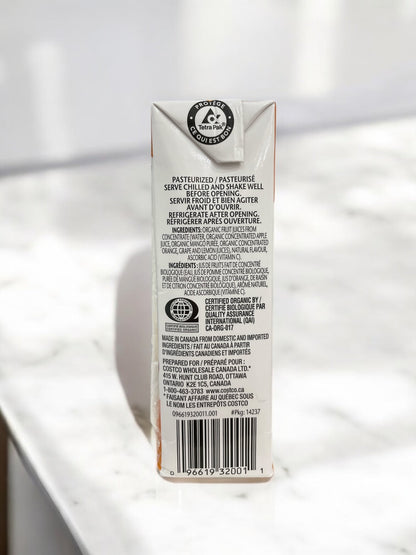 PROTÈGE
Tetra Pak®
CE QUI EST BON
PASTEURIZED / PASTEURISÉ
SERVE CHILLED AND SHAKE WELL
BEFORE OPENING.
SERVIR FROID ET BIEN AGITER
AVANT D'OUVRIR.
REFRIGERATE AFTER OPENING.
RÉFRIGÉRER APRÈS OUVERTURE.
INGREDIENTS: ORGANIC FRUIT JUICES FROM
CONCENTRATE (WATER, ORGANIC CONCENTRATED APPLE
JUICE, ORGANIC MANGO PURÉE, ORGANIC CONCENTRATED
ORANGE, GRAPE AND LEMON JUICES), NATURAL FLAVOUR,
ASCORBIC ACID (VITAMIN C).
INGRÉDIENTS : JUS DE FRUITS FAIT DE CONCENTRÉ
BIOLOGIQUE (EAU, JUS DE POMME CONCENTRÉ BIOLOGIQUE,
PURÉE DE MANGUE BIOLOGIQUE, JUS D'ORANGE, DE RAISIN
ET DE CITRON CONCENTRÉ BIOLOGIQUE), ARÔME NATUREL,
ACIDE ASCORBIQUE (VITAMINE C).
CERTIFIED ORGANIC BY /
CERTIFIÉ BIOLOGIQUE PAR
QUALITY ASSURANCE
INTERNATIONAL (QAI)
CA-ORG-017
CERTIFIED ORGANIC
CERTIFIÉ BIOLOGIQUE
MADE IN CANADA FROM DOMESTIC AND IMPORTED
INGREDIENTS / FAIT AU CANADA À PARTIR
D'INGRÉDIENTS CANADIENS ET IMPORTÉS
PREPARED FOR / PRÉPARÉ POUR :
COSTCO WHOLESALE CANADA LTD.*
415 W. HUNT CLUB ROAD, OTTAWA
ONTARIO K2E 1C5, CANADA
1-800-463-3783 www.costco.ca
* FAISANT AFFAIRE AU QUÉBEC SOUS
LE NOM LES ENTREPÔTS COSTCO
096619320011.001 #Pkg: 14237
0 96619 32001 1